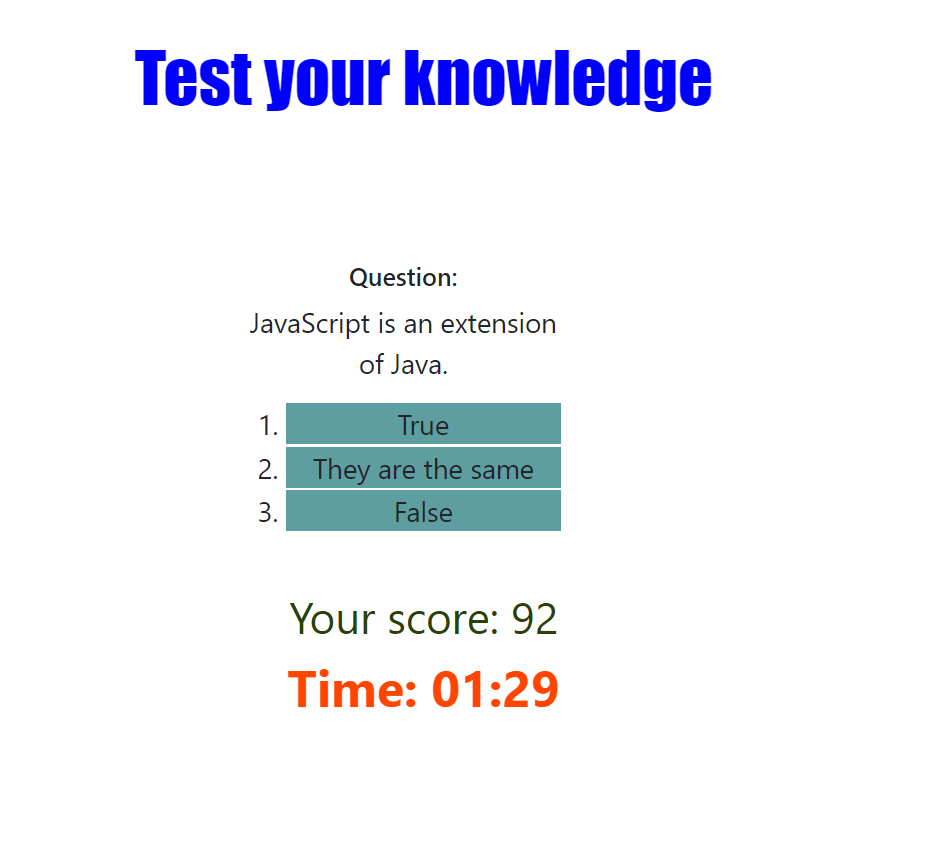 Test your knowledge
Question:
JavaScript is an extension
of Java.
1. True
2. They are the same
3. False
Your score: 92
Time: 01:29